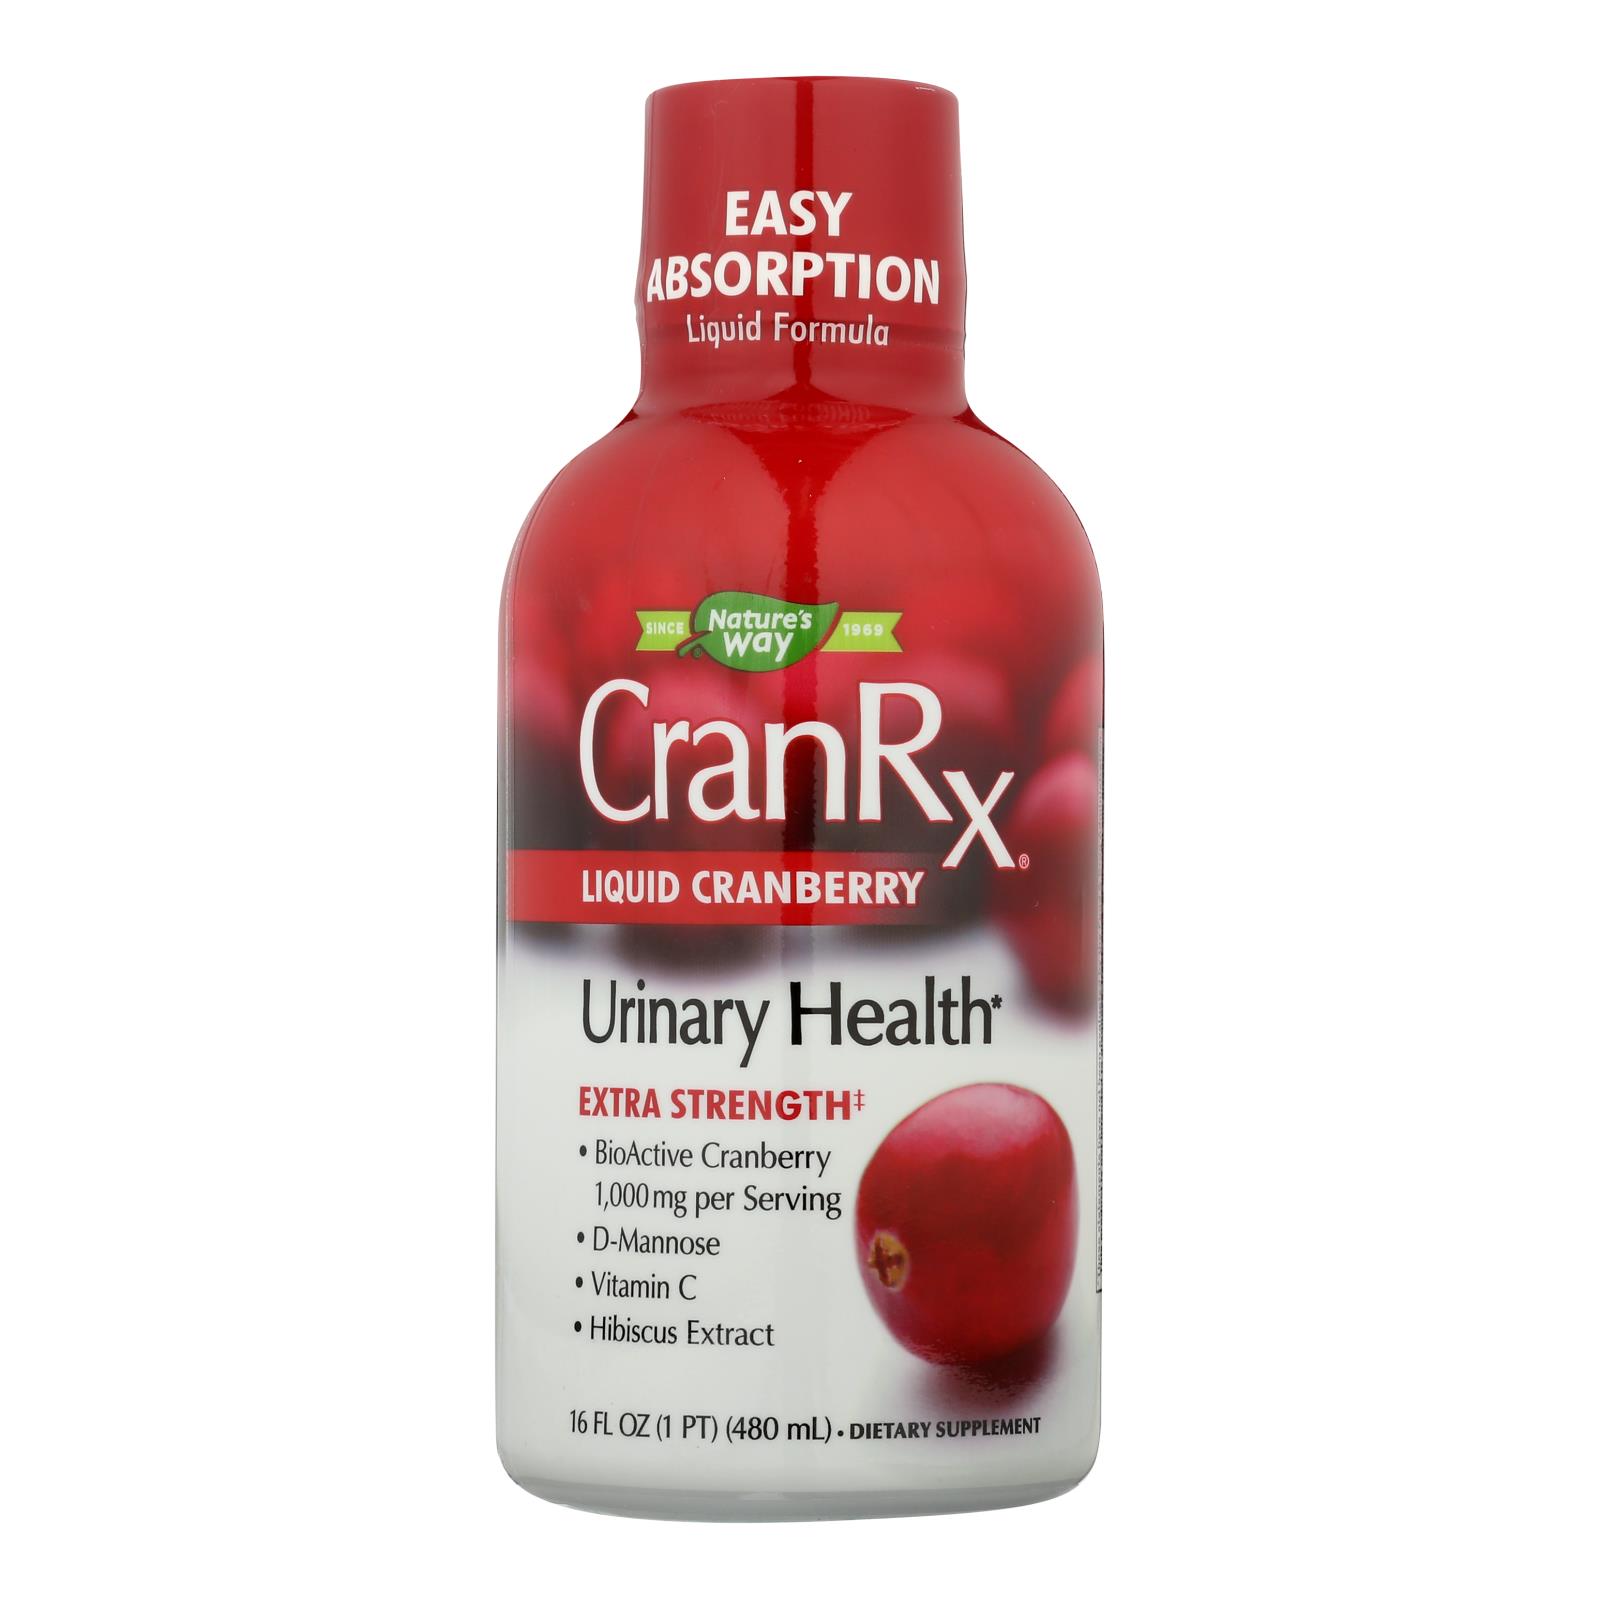 EASY
ABSORPTION
Liquid Formula
SINCE Nature's Way® 1969
CranRx®
LIQUID CRANBERRY
Urinary Health*
EXTRA STRENGTH‡
• BioActive Cranberry
1,000 mg per Serving
• D-Mannose
• Vitamin C
• Hibiscus Extract
16 FL OZ (1 PT) (480 mL) • DIETARY SUPPLEMENT